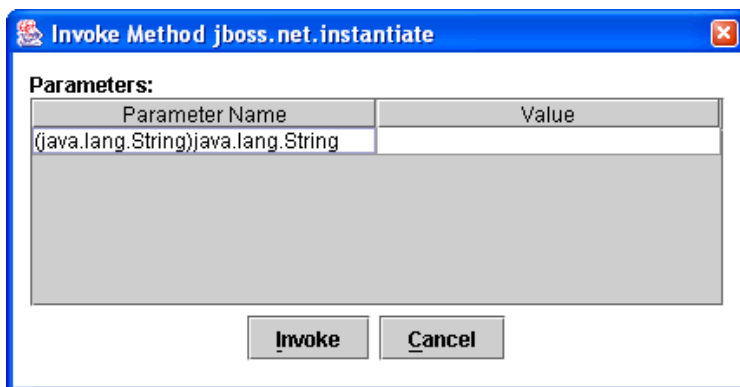 Invoke Method jboss.net.instantiate
Parameters:
Parameter Name Value
(java.lang.String)java.lang.String
Invoke Cancel